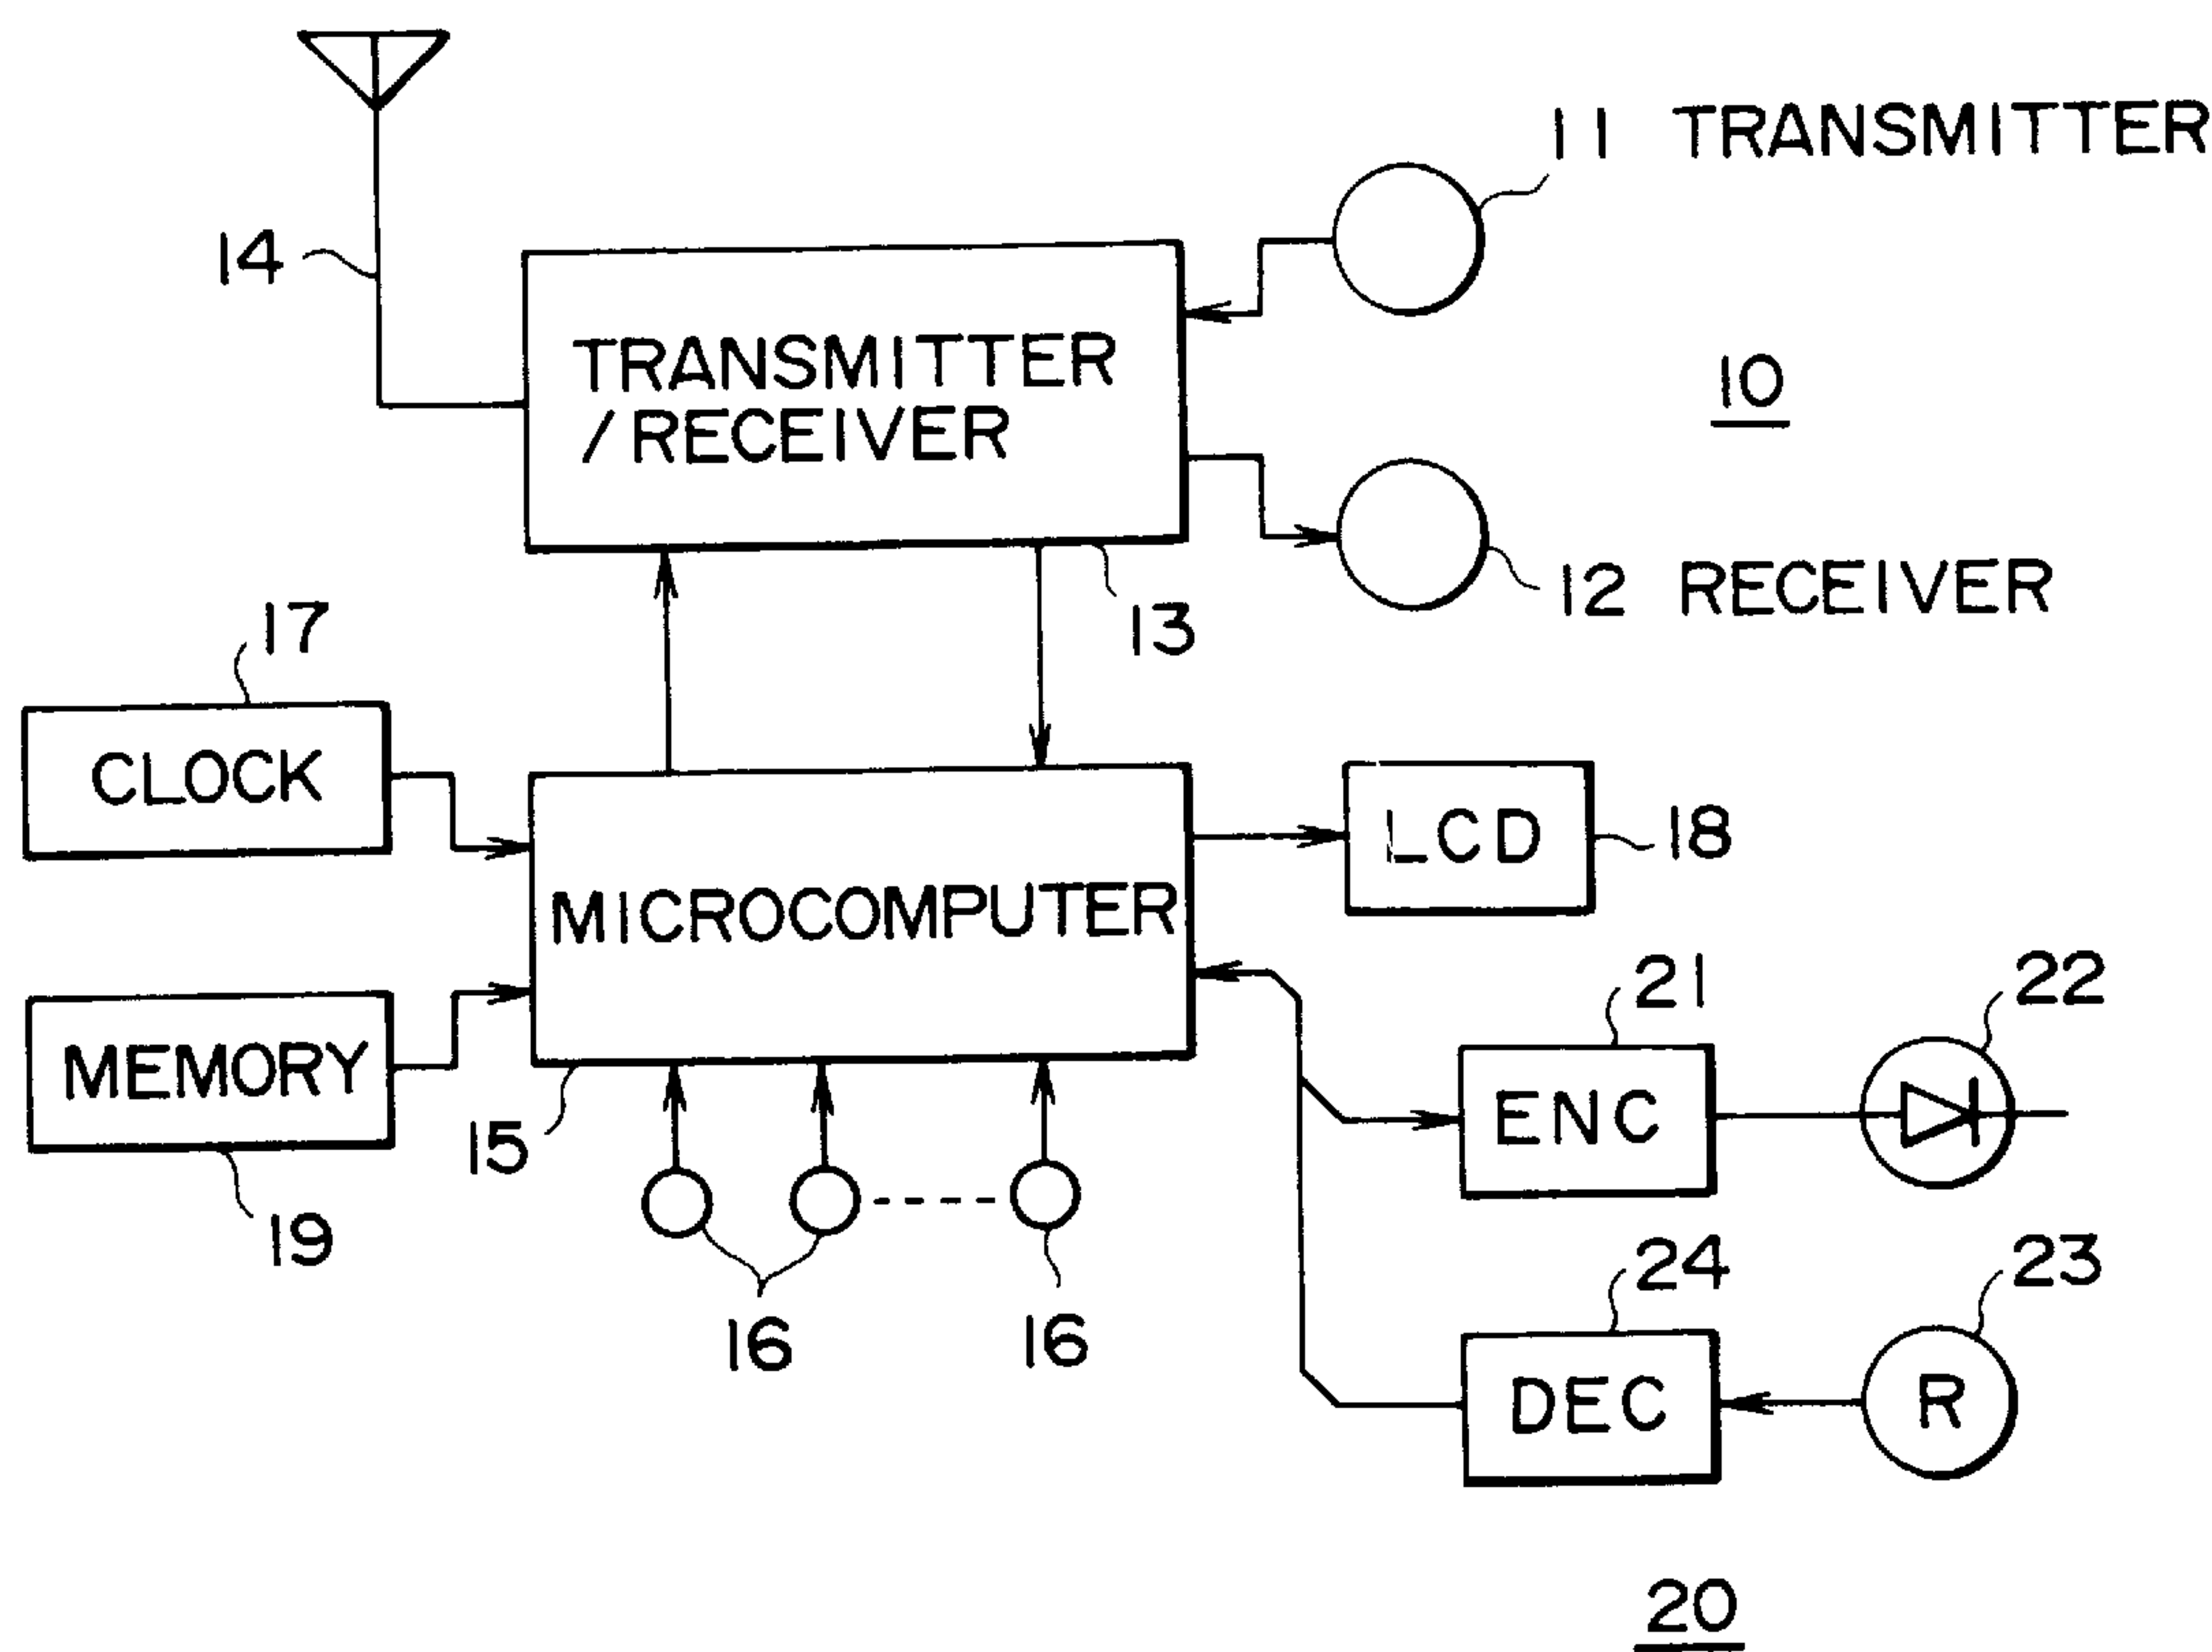 11 TRANSMITTER
14
TRANSMITTER
/RECEIVER
10
12 RECEIVER
13
17
CLOCK
LCD
18
MICROCOMPUTER
21
22
MEMORY
ENC
15
19
24
23
16
16
DEC
R
20